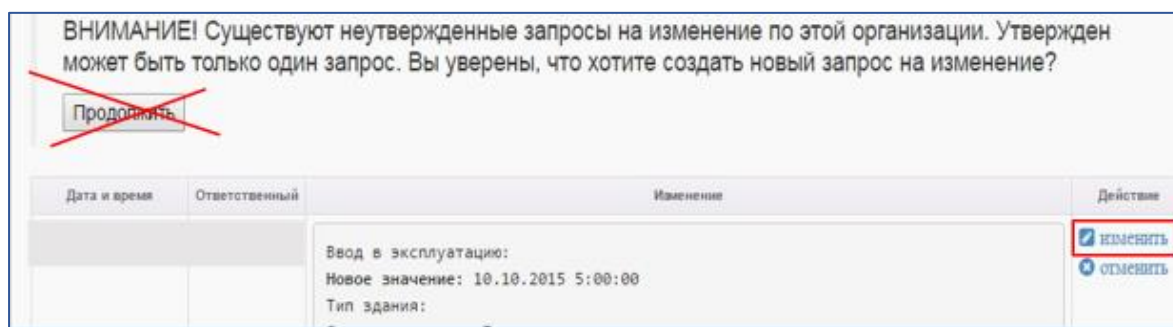 ВНИМАНИЕ! Существуют неутвержденные запросы на изменение по этой организации. Утвержден
может быть только один запрос. Вы уверены, что хотите создать новый запрос на изменение?
Продолжить
Дата и время Ответственный Изменение Действие
Ввод в эксплуатацию: изменить
Новое значение: 10.10.2015 5:00:00 отменить
Тип здания: